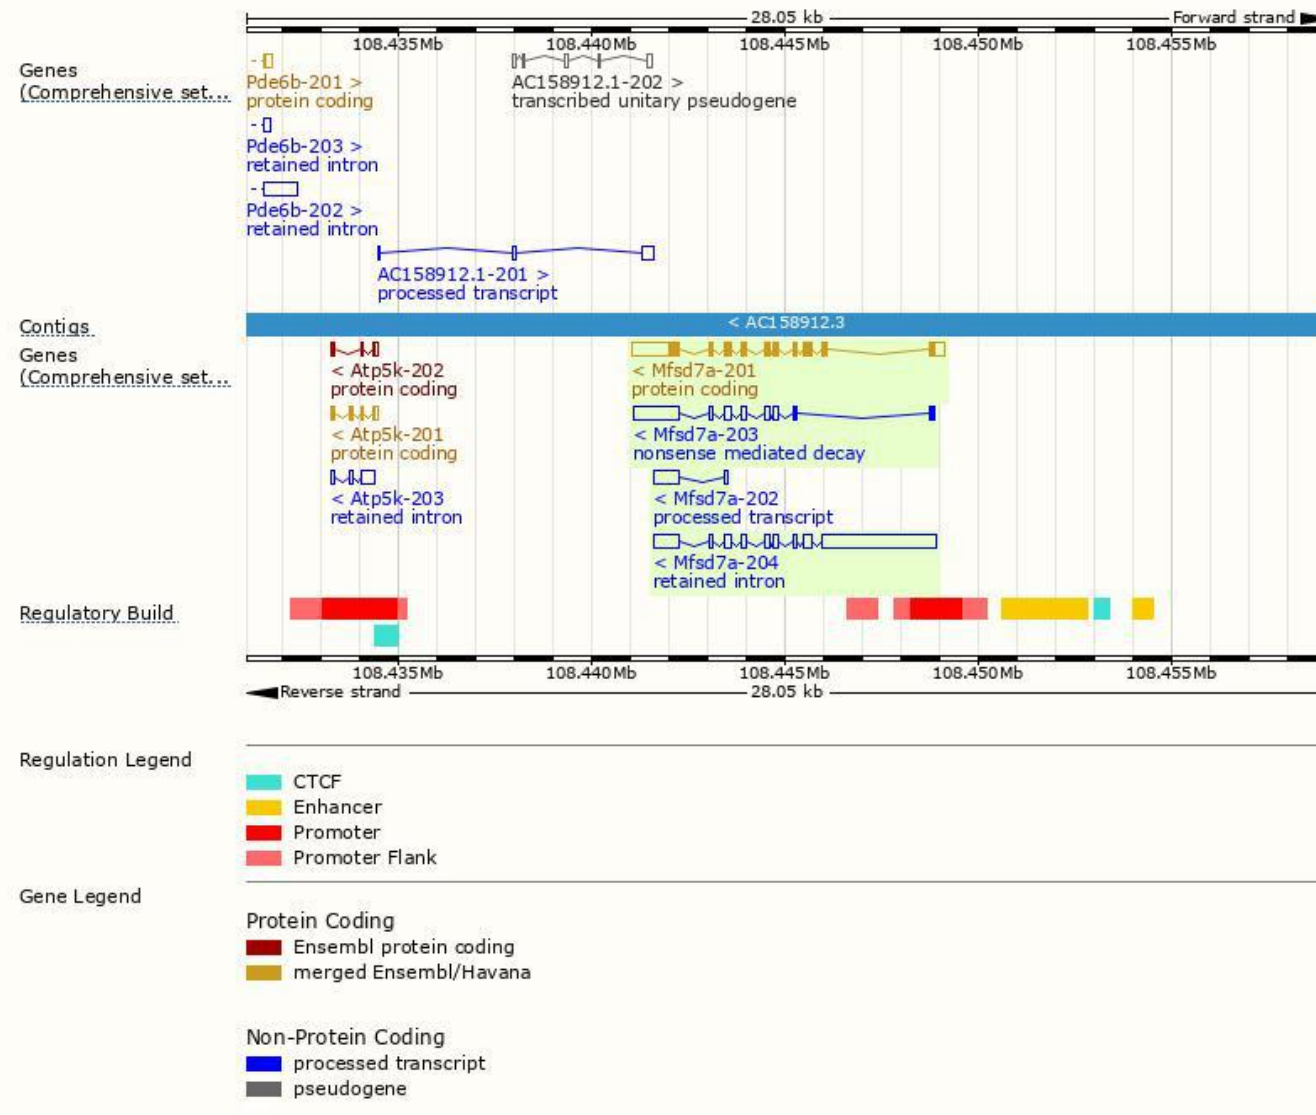 28.05 kb
Forward strand
108.435Mb 108.440Mb 108.445Mb 108.450Mb 108.455Mb
Genes
(Comprehensive set...
Pde6b-201 >
protein coding
AC158912.1-202 >
transcribed unitary pseudogene
Pde6b-203 >
retained intron
Pde6b-202 >
retained intron
AC158912.1-201 >
processed transcript
Contigs
< AC158912.3
Genes
(Comprehensive set...
< Atp5k-202
protein coding
< Mfsd7a-201
protein coding
< Atp5k-201
protein coding
< Mfsd7a-203
nonsense mediated decay
< Atp5k-203
retained intron
< Mfsd7a-202
processed transcript
< Mfsd7a-204
retained intron
Regulatory Build
108.435Mb 108.440Mb 108.445Mb 108.450Mb 108.455Mb
Reverse strand
28.05 kb
Regulation Legend
CTCF
Enhancer
Promoter
Promoter Flank
Gene Legend
Protein Coding
Ensembl protein coding
merged Ensembl/Havana
Non-Protein Coding
processed transcript
pseudogene